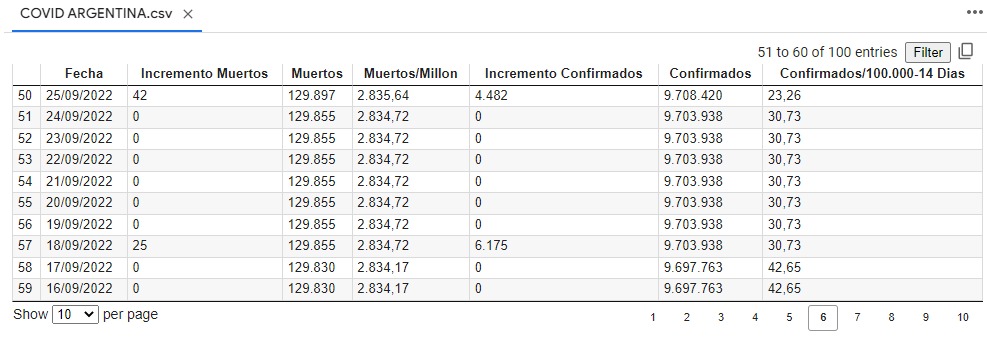 COVID ARGENTINA.csv ×
51 to 60 of 100 entries Filter
Fecha Incremento Muertos Muertos Muertos/Millon Incremento Confirmados Confirmados Confirmados/100.000-14 Dias
50 25/09/2022 42 129.897 2.835,64 4.482 9.708.420 23,26
51 24/09/2022 0 129.855 2.834,72 0 9.703.938 30,73
52 23/09/2022 0 129.855 2.834,72 0 9.703.938 30,73
53 22/09/2022 0 129.855 2.834,72 0 9.703.938 30,73
54 21/09/2022 0 129.855 2.834,72 0 9.703.938 30,73
55 20/09/2022 0 129.855 2.834,72 0 9.703.938 30,73
56 19/09/2022 0 129.855 2.834,72 0 9.703.938 30,73
57 18/09/2022 25 129.855 2.834,72 6.175 9.703.938 30,73
58 17/09/2022 0 129.830 2.834,17 0 9.697.763 42,65
59 16/09/2022 0 129.830 2.834,17 0 9.697.763 42,65
Show 10 per page 1 2 3 4 5 6 7 8 9 10